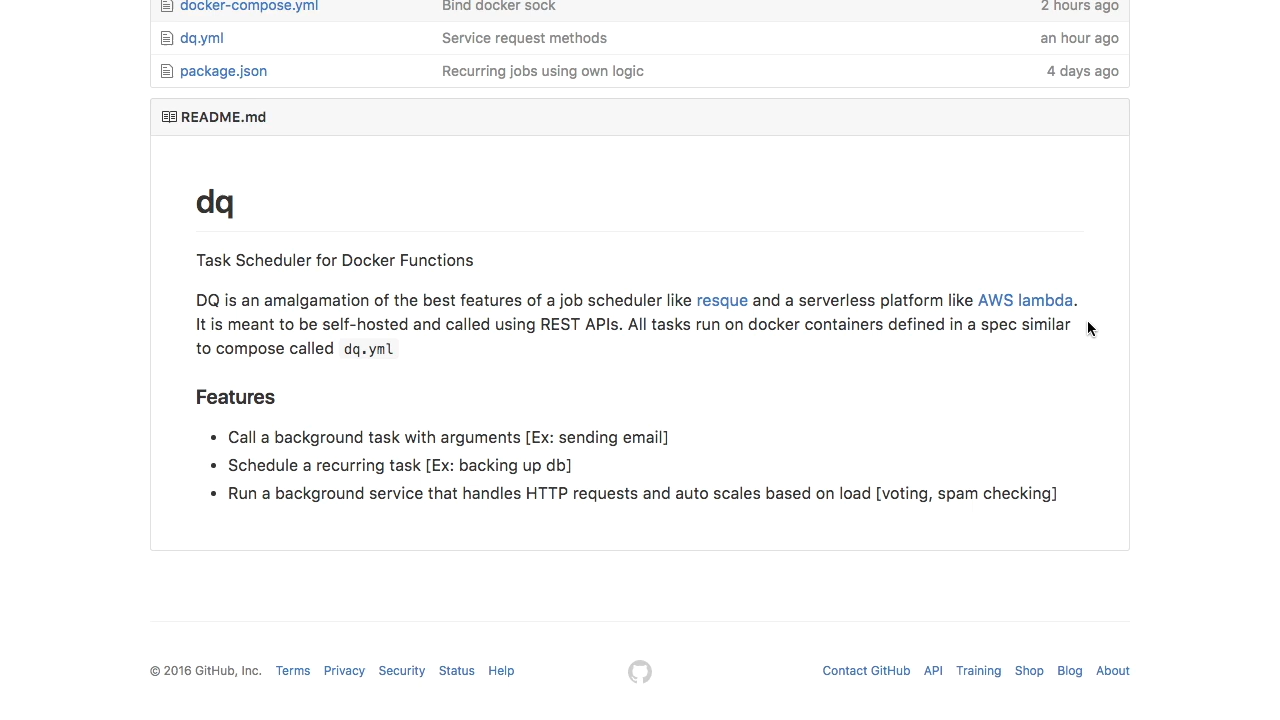 docker-compose.yml Bind docker sock 2 hours ago
dq.yml Service request methods an hour ago
package.json Recurring jobs using own logic 4 days ago
README.md
dq
Task Scheduler for Docker Functions
DQ is an amalgamation of the best features of a job scheduler like resque and a serverless platform like AWS lambda.
It is meant to be self-hosted and called using REST APIs. All tasks run on docker containers defined in a spec similar
to compose called dq.yml
Features
• Call a background task with arguments [Ex: sending email]
• Schedule a recurring task [Ex: backing up db]
• Run a background service that handles HTTP requests and auto scales based on load [voting, spam checking]
© 2016 GitHub, Inc. Terms Privacy Security Status Help Contact GitHub API Training Shop Blog About